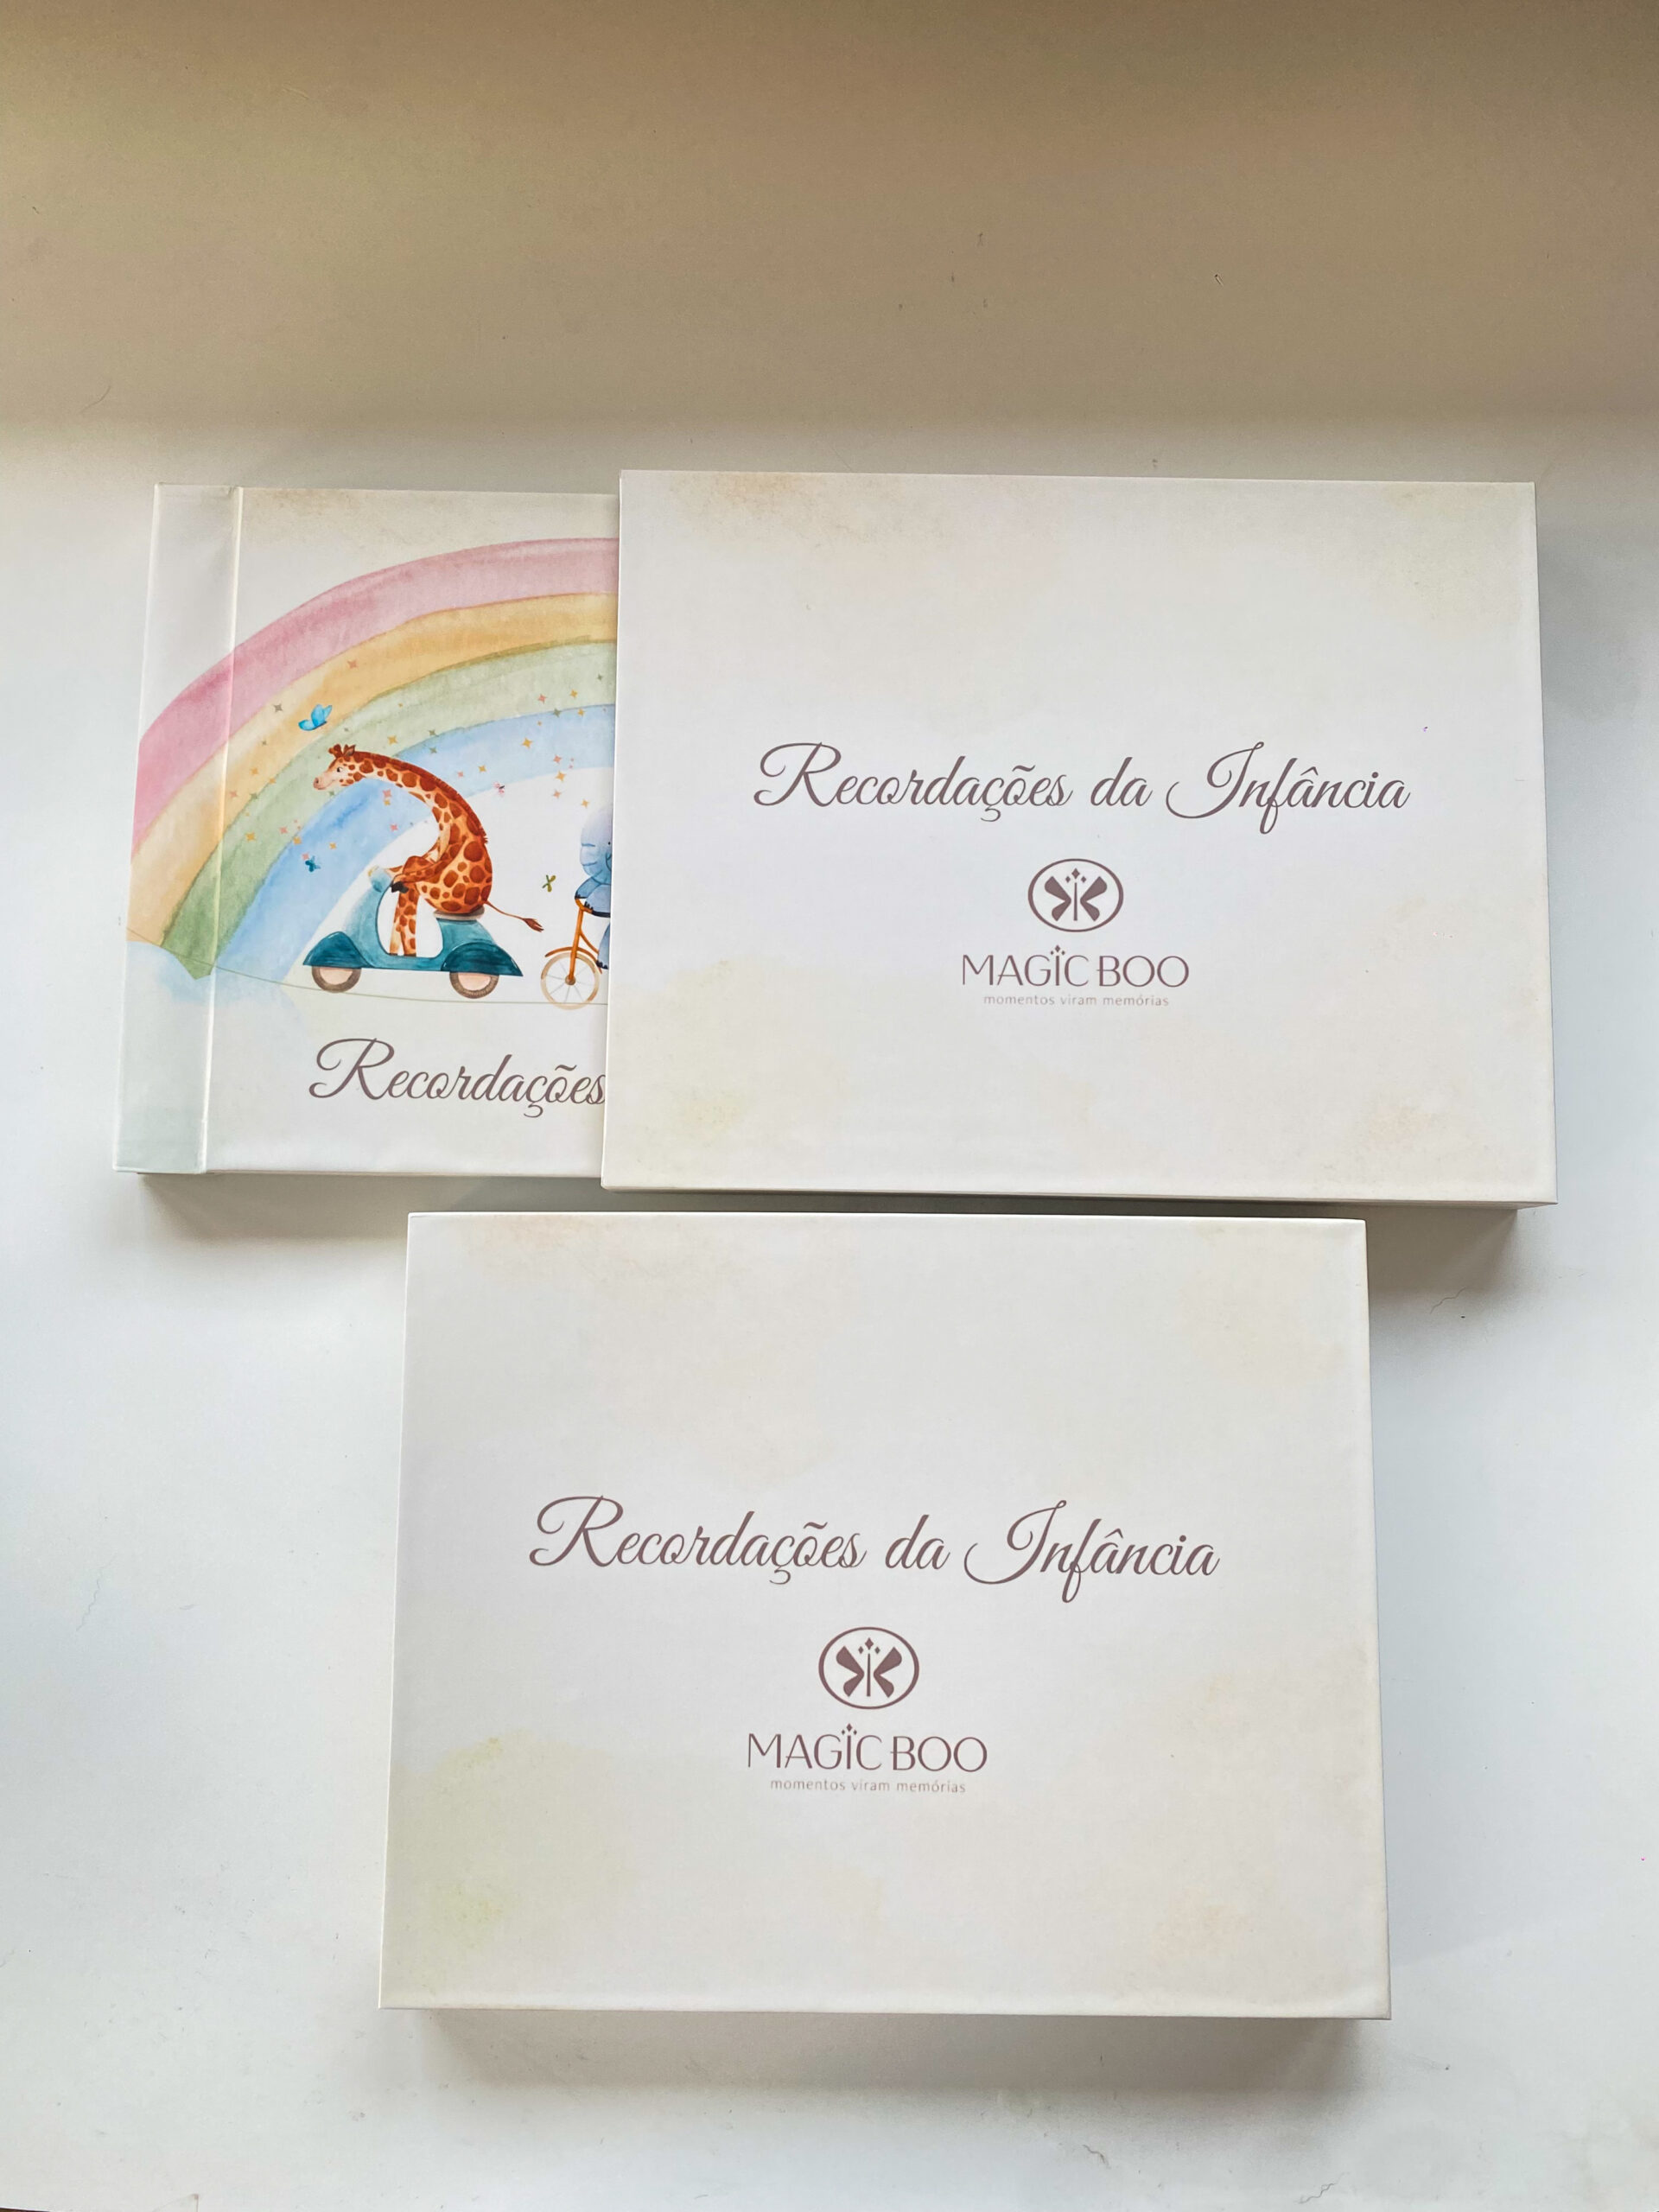 Recordações da Infância
MAGIC BOO
momentos viram memórias
Recordações
Recordações da Infância
MAGIC BOO
momentos viram memórias